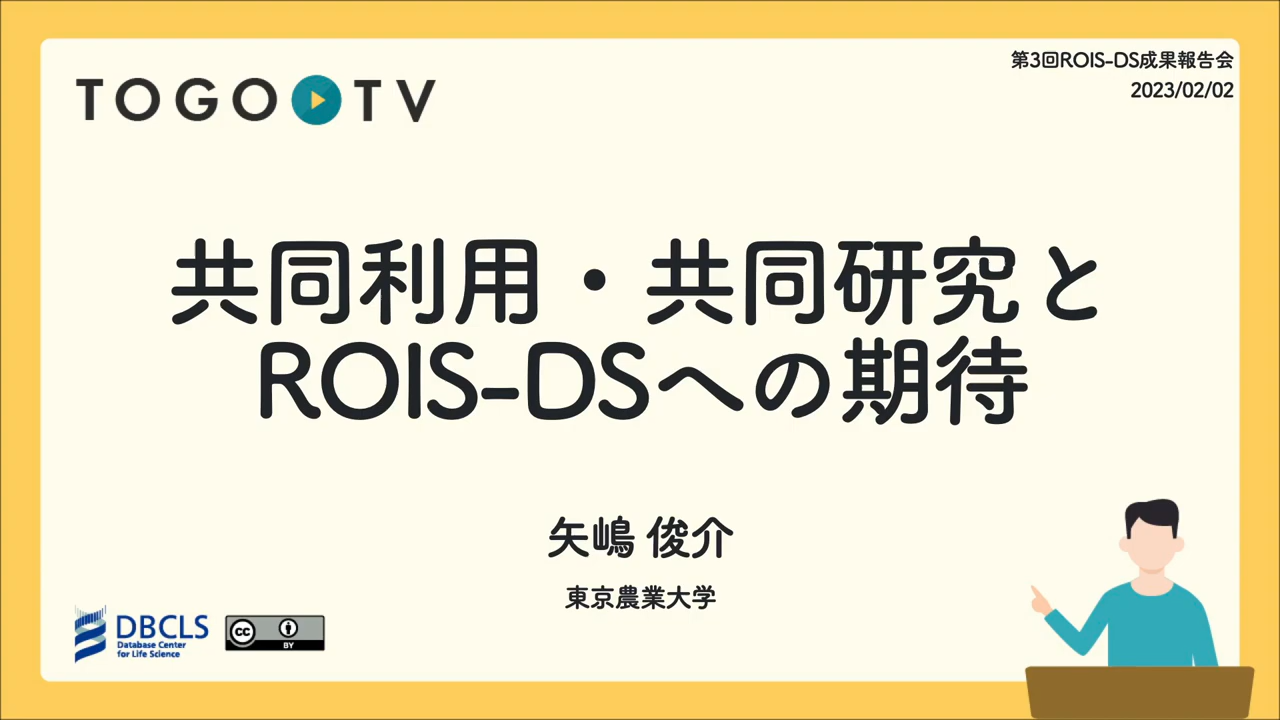 TOGO TV
第3回ROIS-DS成果報告会
2023/02/02
共同利用・共同研究と
ROIS-DSへの期待
矢嶋 俊介
東京農業大学
DBCLS
Database Center
for Life Science
cc
BY